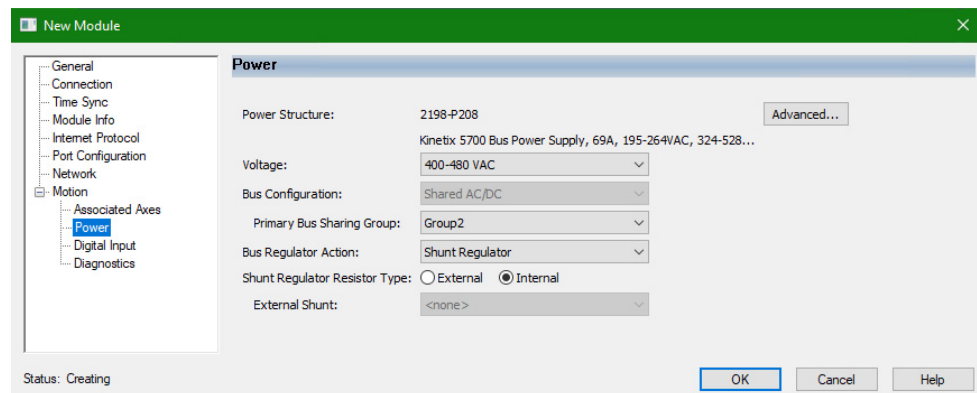 New Module
General
Connection
Time Sync
Module Info
Internet Protocol
Port Configuration
Network
Motion
Associated Axes
Power
Digital Input
Diagnostics
Power
Power Structure: 2198-P208 Advanced...
Kinetix 5700 Bus Power Supply, 69A, 195-264VAC, 324-528...
Voltage: 400-480 VAC
Bus Configuration: Shared AC/DC
Primary Bus Sharing Group: Group2
Bus Regulator Action: Shunt Regulator
Shunt Regulator Resistor Type: External Internal
External Shunt: <none>
Status: Creating
OK Cancel Help